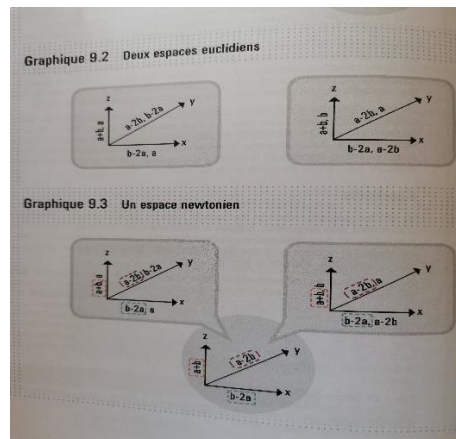 Graphique 9.2 Deux espaces euclidiens
z
y
a+b, a
a-2b, b-2a
x
b-2a, a
z
y
a+b, b
a-2b, a
x
b-2a, a-2b
Graphique 9.3 Un espace newtonien
z
y
a+b, a
a-2b, b-2a
x
b-2a, a
z
y
a+b, b
a-2b, a
x
b-2a, a-2b
z
y
a+b
a-2b
x
b-2a